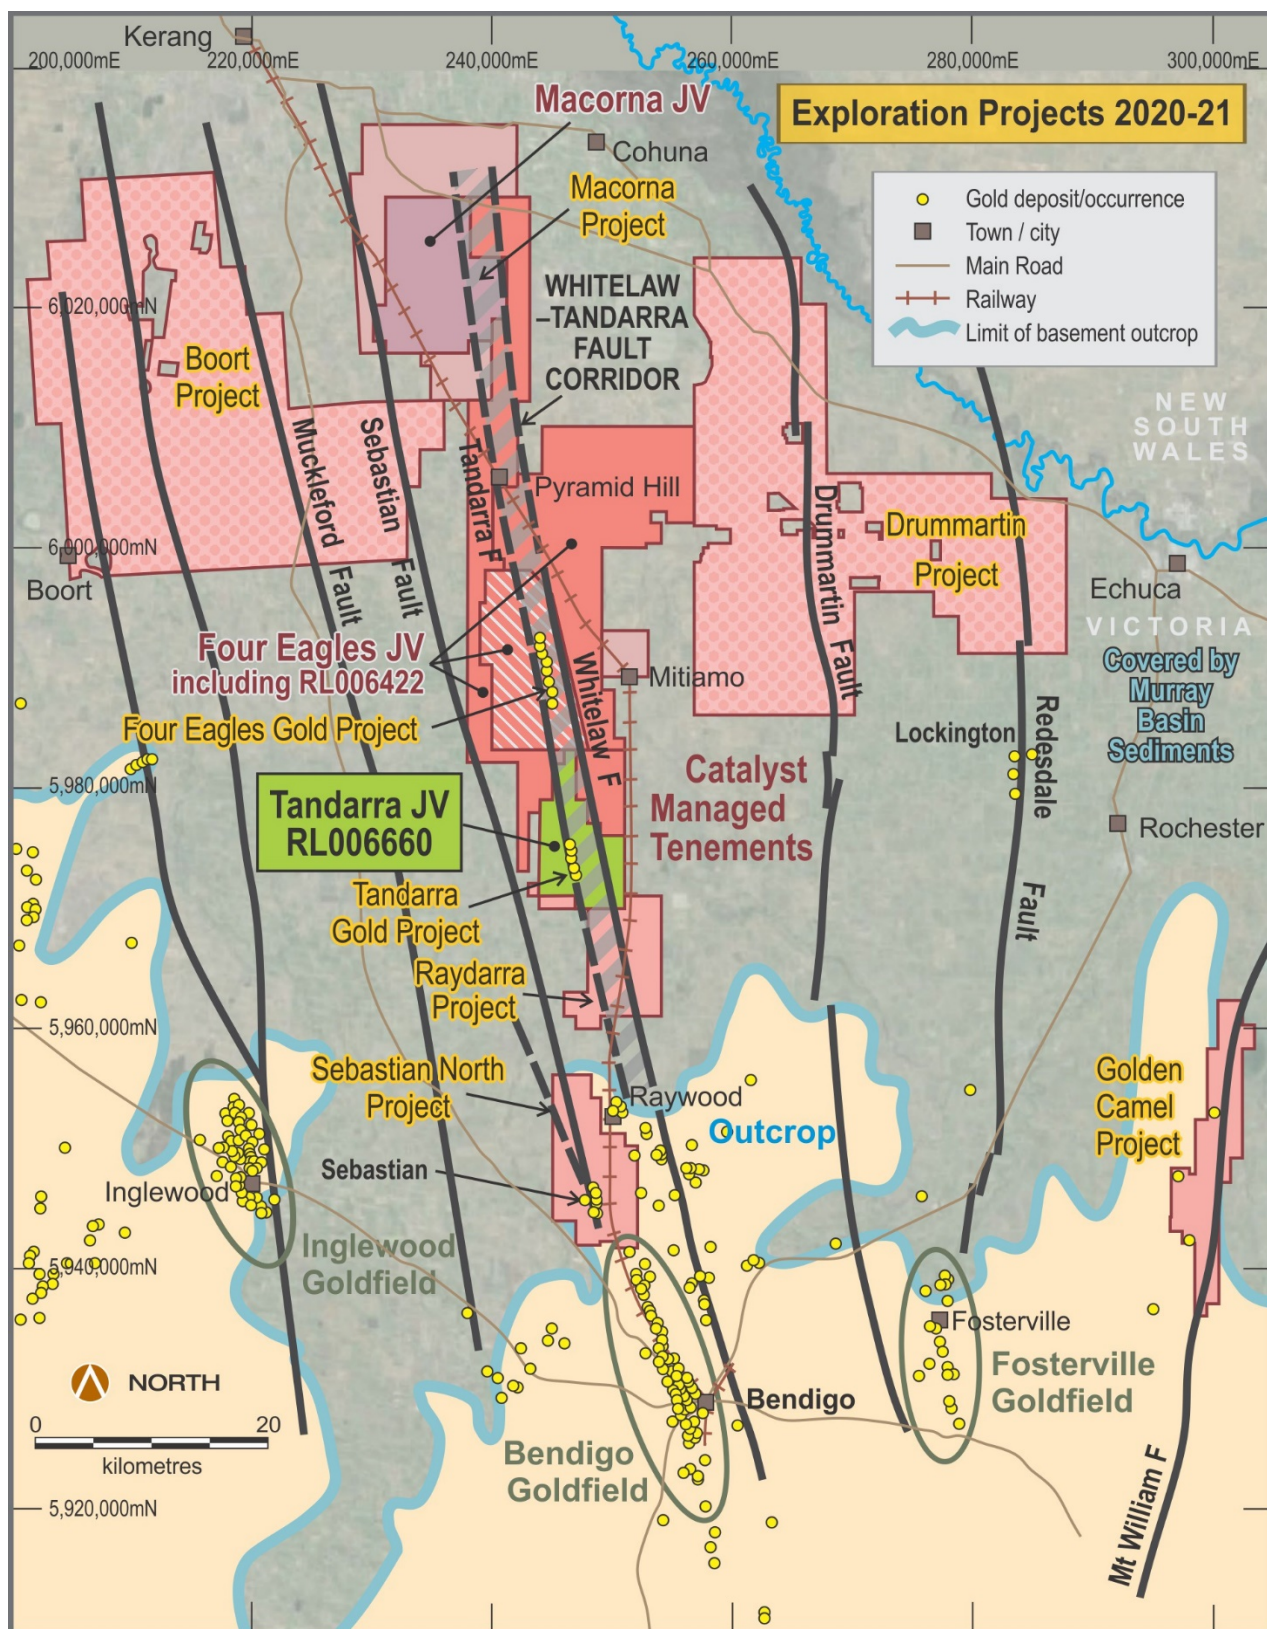 Kerang
200,000mE
220,000mE
240,000mE
260,000mE
280,000mE
300,000mE
Macorna JV
Exploration Projects 2020-21
Cohuna
Macorna
Project
Gold deposit/occurrence
Town / city
Main Road
Railway
Limit of basement outcrop
WHITELAW
–TANDARRA
FAULT
CORRIDOR
6,020,000mN
Boort
Project
NEW
SOUTH
WALES
Muckleford
Fault
Sebastian
Fault
Tandarra F
Pyramid Hill
Drummartin
Fault
Drummartin
Project
6,000,000mN
Boort
Echuca
VICTORIA
Four Eagles JV
including RL006422
Four Eagles Gold Project
Whitelaw F
Mitiamo
Covered by
Murray
Basin
Sediments
Lockington
Redesdale
Fault
5,980,000mN
Tandarra JV
RL006660
Catalyst
Managed
Tenements
Rochester
Tandarra
Gold Project
Raydarra
Project
5,960,000mN
Sebastian North
Project
Raywood
Outcrop
Golden
Camel
Project
Sebastian
Inglewood
Inglewood
Goldfield
5,940,000mN
Fosterville
Fosterville
Goldfield
NORTH
0
20
kilometres
Bendigo
Bendigo
Goldfield
5,920,000mN
Mt William F